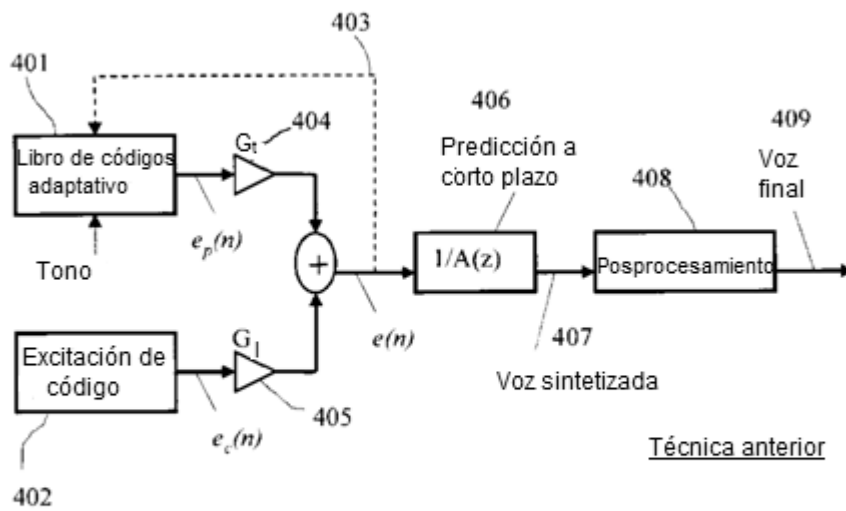 403
401
404
406
409
Libro de códigos
adaptativo
Gt
Predicción a
corto plazo
408
Voz
final
ep(n)
Tono
+
1/A(z)
Posprocesamiento
Excitación de
código
G1
e(n)
407
Voz sintetizada
405
ec(n)
Técnica anterior
402